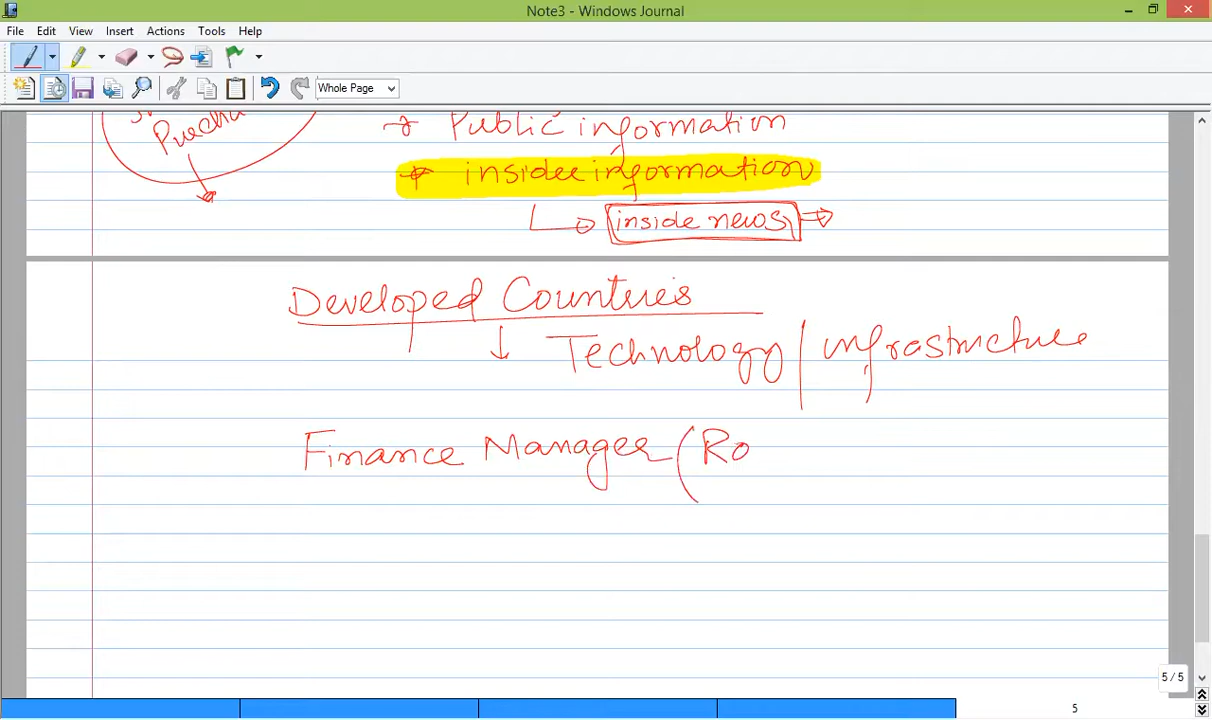 Note3 - Windows Journal
File Edit View Insert Actions Tools Help
Whole Page
Public information
insider information
inside news
Developed Countries
Technology | infrastructure
Finance Manager (Ro
5 / 5
5